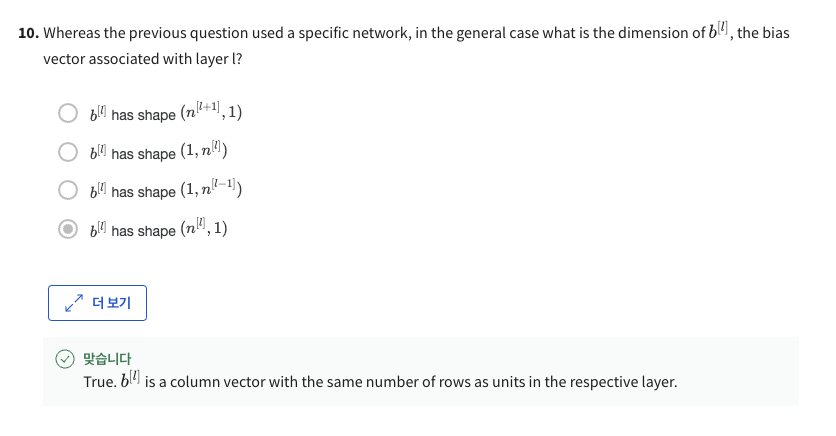 10. Whereas the previous question used a specific network, in the general case what is the dimension of b^[l], the bias
vector associated with layer l?
b^[l] has shape (n^[l+1], 1)
b^[l] has shape (1, n^[l])
b^[l] has shape (1, n^[l−1])
b^[l] has shape (n^[l], 1)
더 보기
맞습니다
True. b^[l] is a column vector with the same number of rows as units in the respective layer.